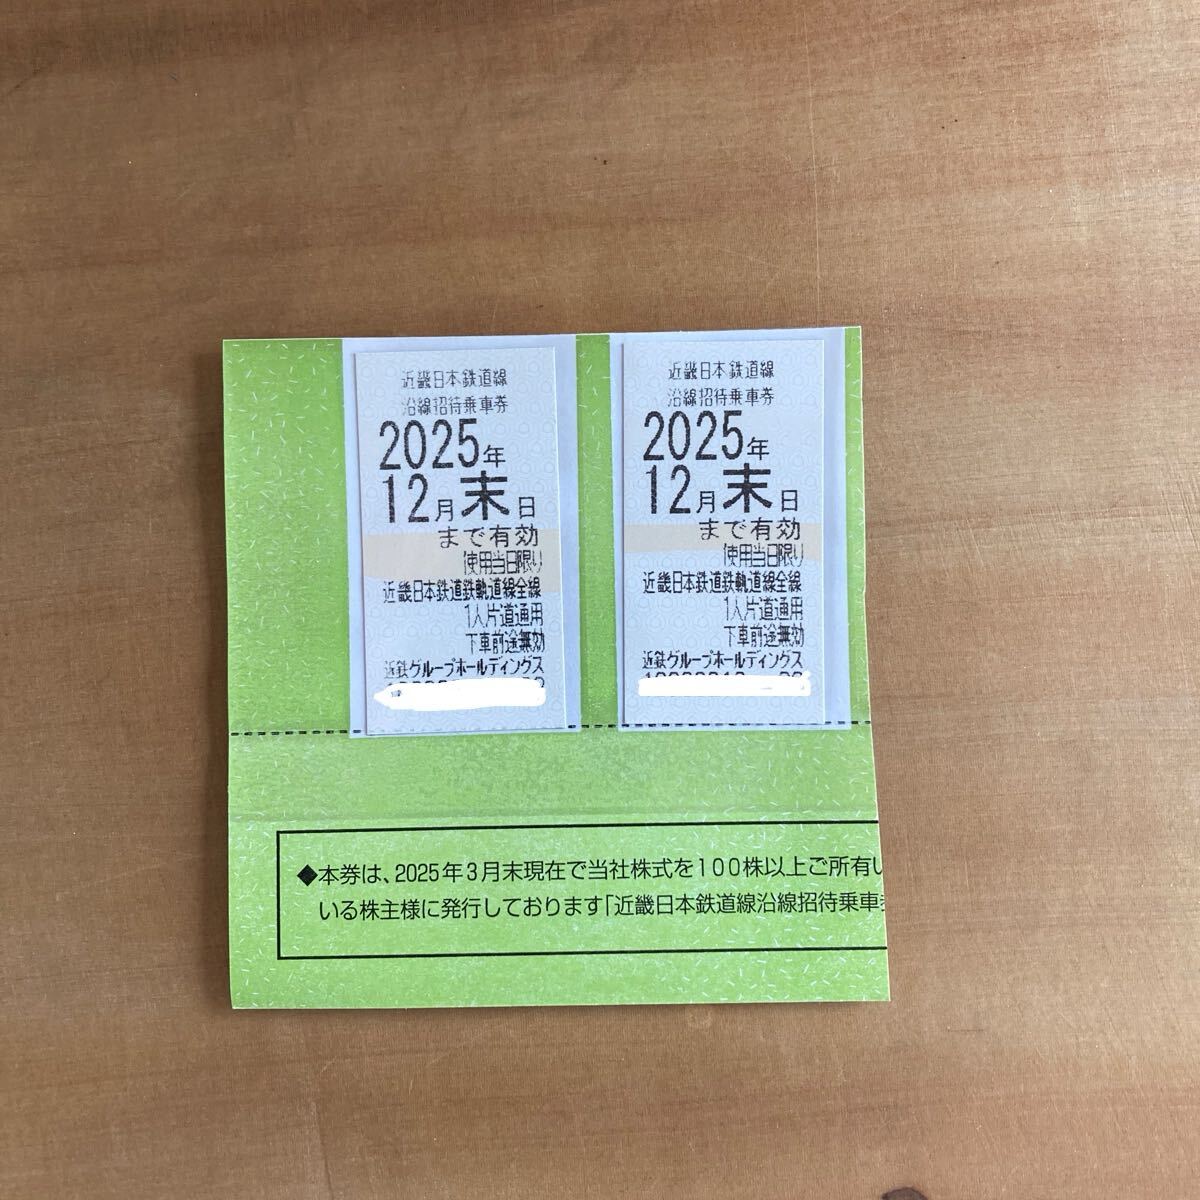 近畿日本鉄道線
沿線招待乗車券
2025年
12月末日
まで有効
使用当日限り
近畿日本鉄道鉄軌道線全線
1人片道通用
下車前途無効
近鉄グループホールディングス
近畿日本鉄道線
沿線招待乗車券
2025年
12月末日
まで有効
使用当日限り
近畿日本鉄道鉄軌道線全線
1人片道通用
下車前途無効
近鉄グループホールディングス
◆本券は、2025年3月末現在で当社株式を100株以上ご所有い
いる株主様に発行しております「近畿日本鉄道線沿線招待乗車